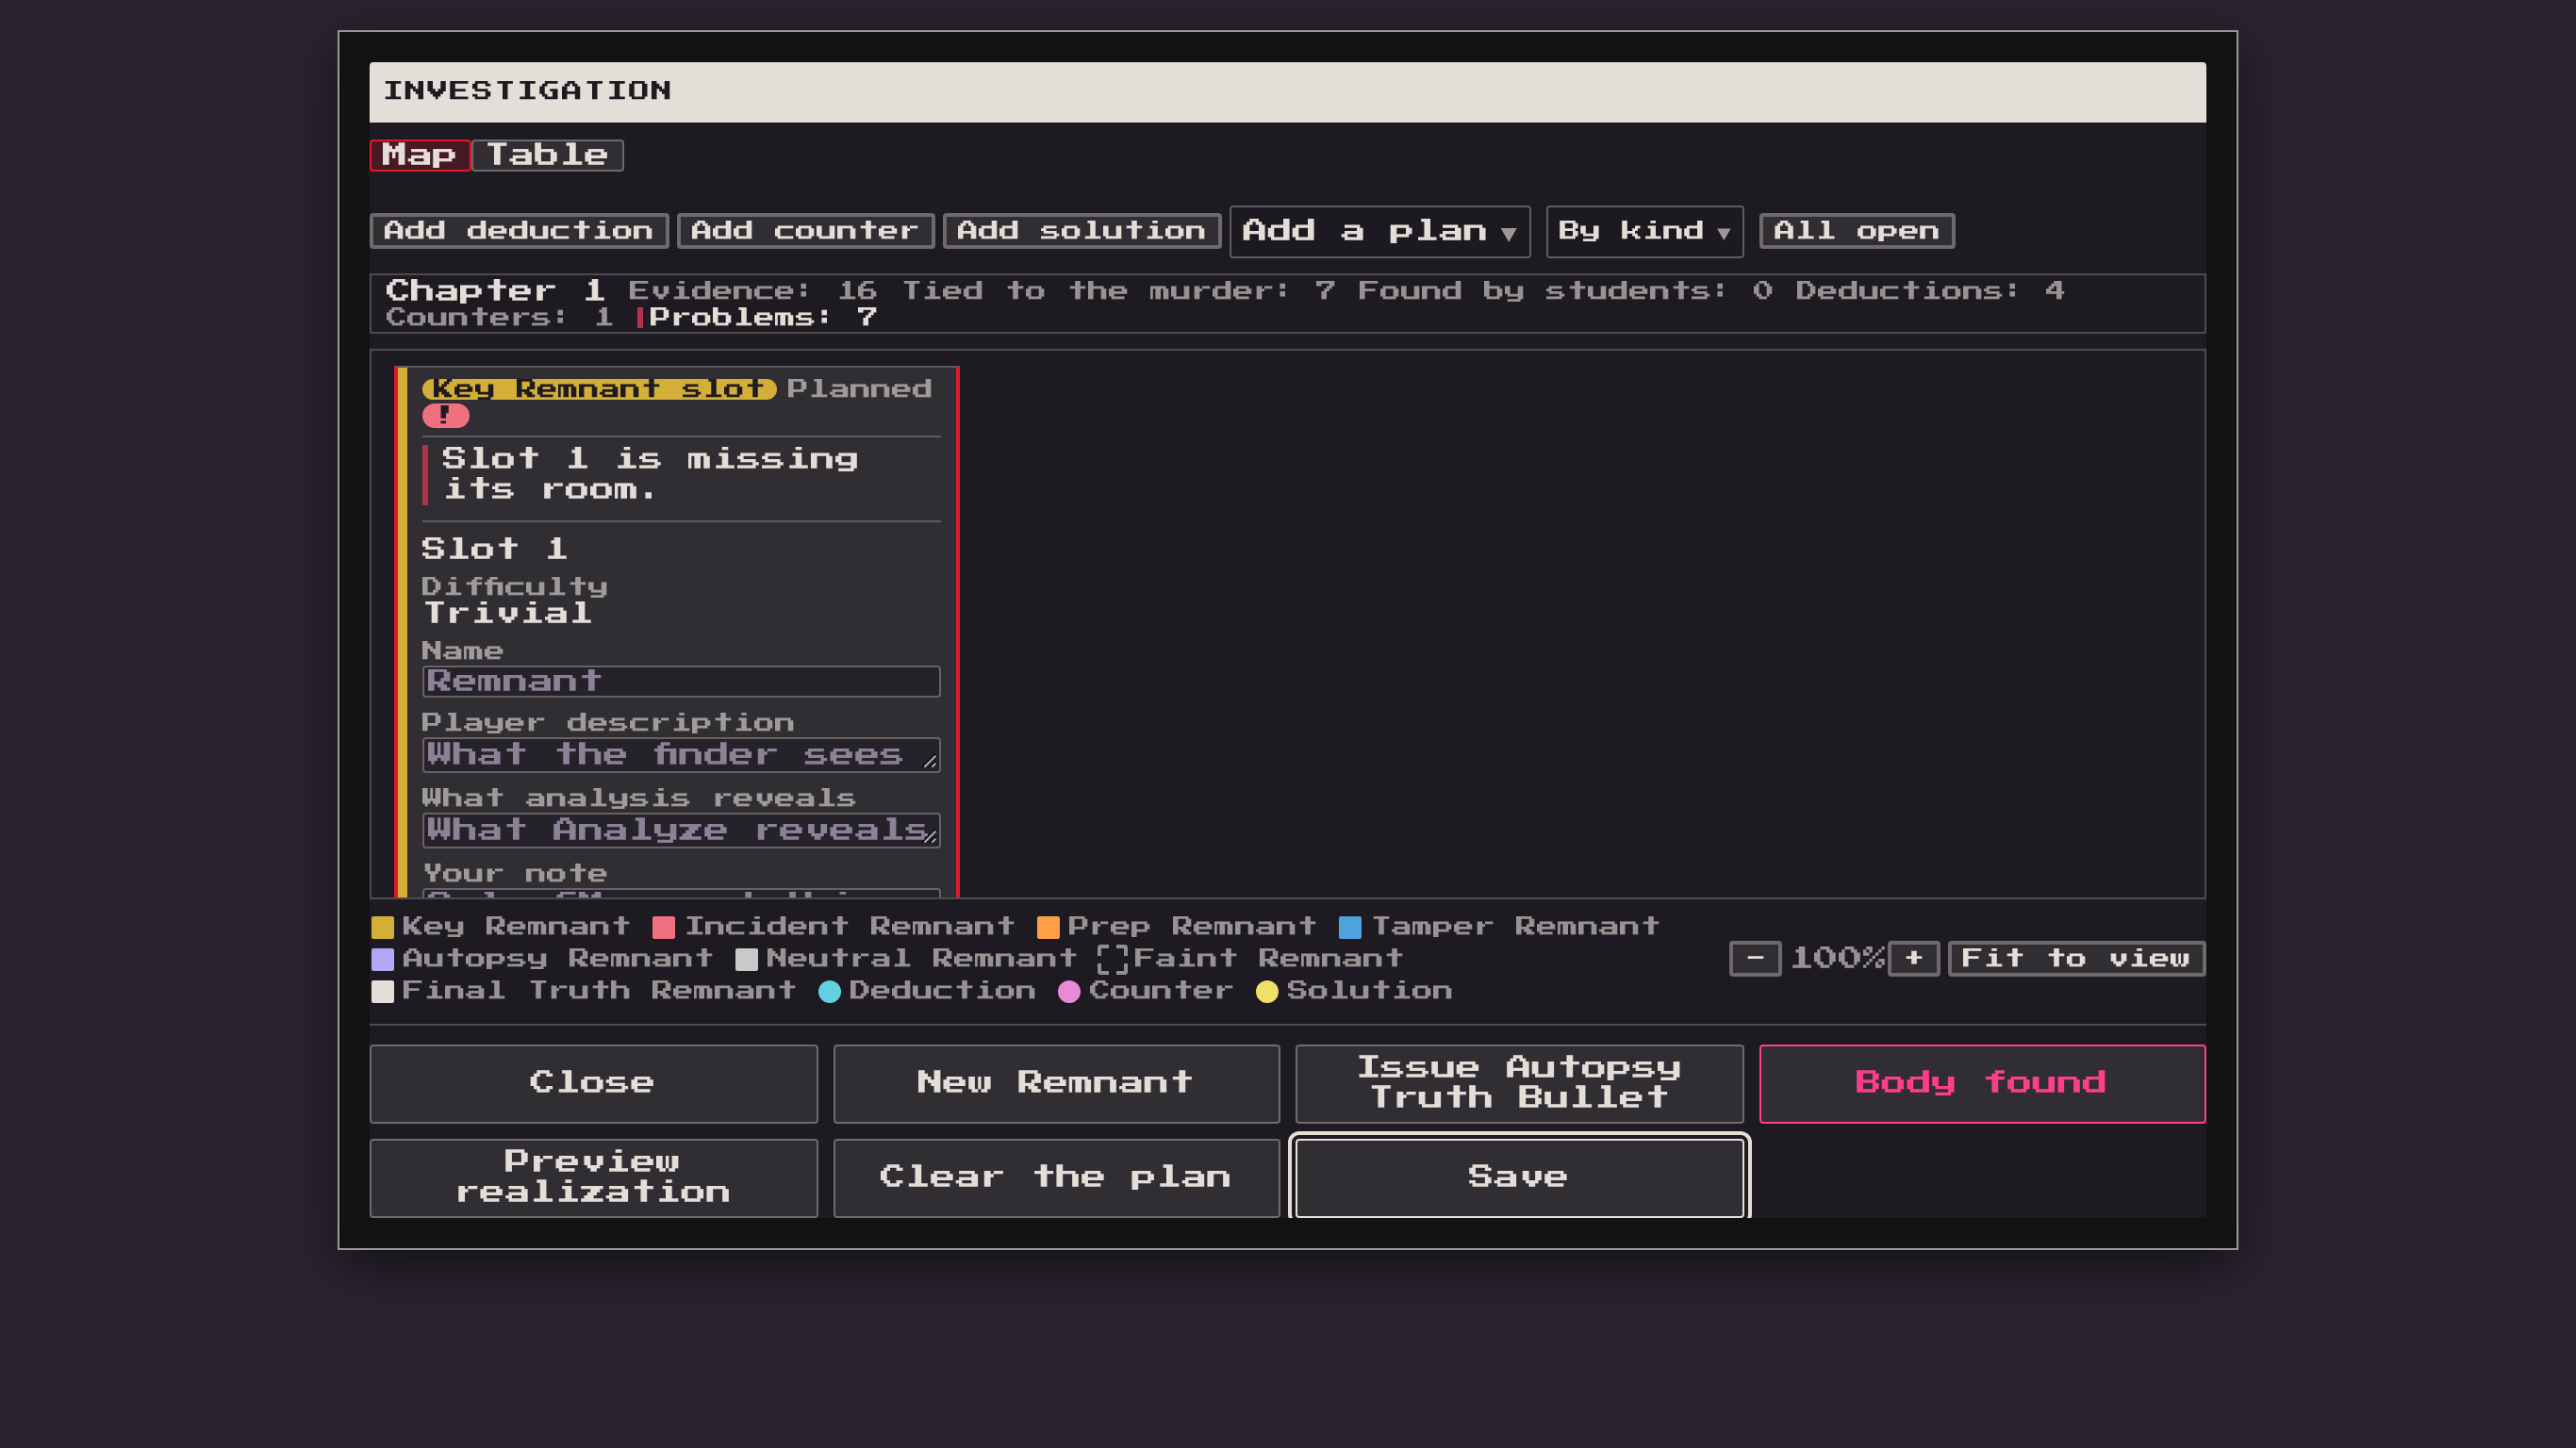 INVESTIGATION
Map Table
Add deduction Add counter Add solution Add a plan ▼ By kind ▼ All open
Chapter 1 Evidence: 16 Tied to the murder: 7 Found by students: 0 Deductions: 4
Counters: 1 Problems: 7
Key Remnant slot Planned
!
Slot 1 is missing
its room.
Slot 1
Difficulty
Trivial
Name
Remnant
Player description
What the finder sees
What analysis reveals
What Analyze reveals
Your note
Key Remnant Incident Remnant Prep Remnant Tamper Remnant
Autopsy Remnant Neutral Remnant Faint Remnant
Final Truth Remnant Deduction Counter Solution
- 100% + Fit to view
Close New Remnant Issue Autopsy
Truth Bullet Body found
Preview
realization Clear the plan Save